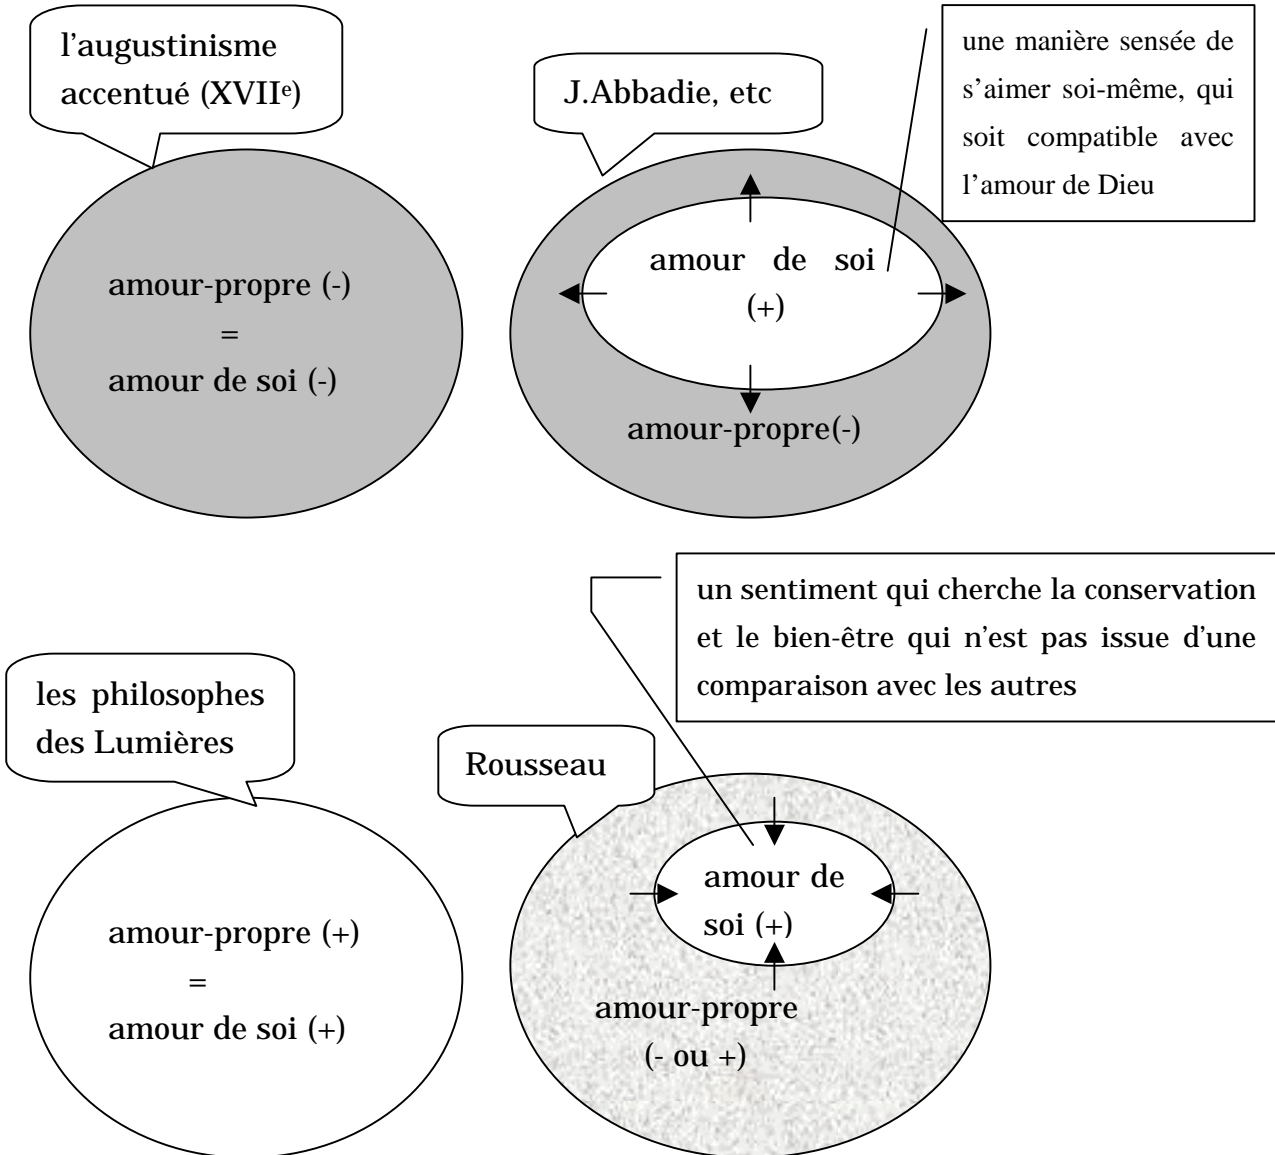 l'augustinisme
accentué (XVIIe)
amour-propre (-)
=
amour de soi (-)
J.Abbadie, etc
une manière sensée de
s'aimer soi-même, qui
soit compatible avec
l'amour de Dieu
amour de soi
(+)
amour-propre(-)
les philosophes
des Lumières
amour-propre (+)
=
amour de soi (+)
un sentiment qui cherche la conservation
et le bien-être qui n'est pas issue d'une
comparaison avec les autres
Rousseau
amour de
soi (+)
amour-propre
(- ou +)